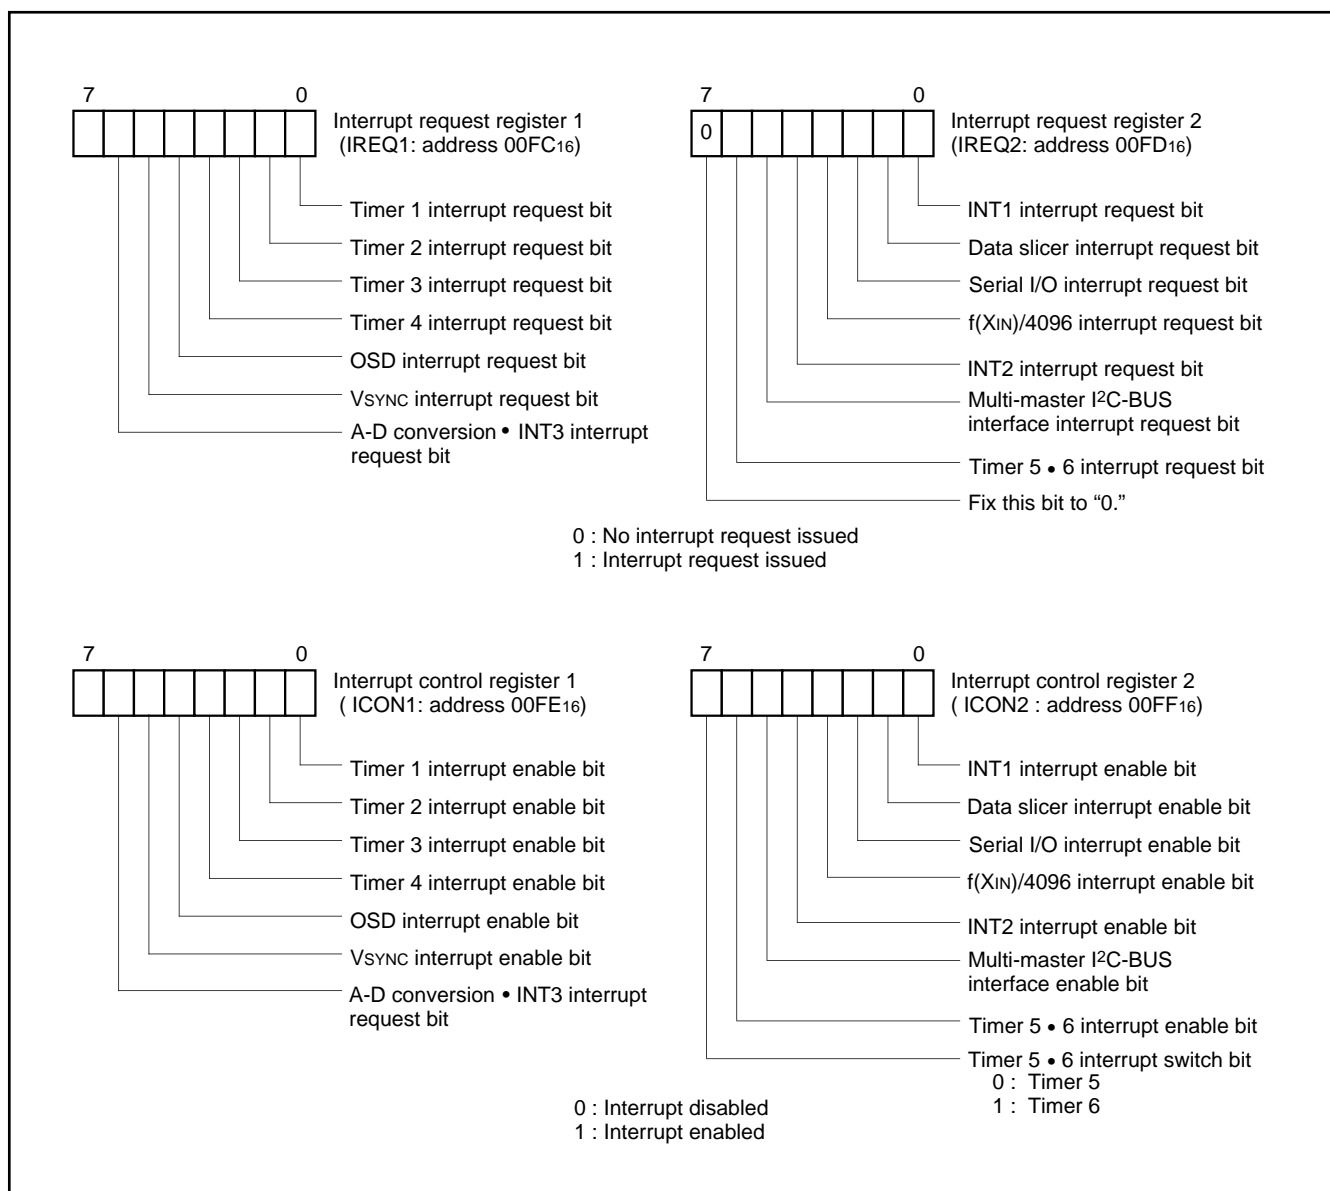 7 0
Interrupt request register 1
(IREQ1: address 00FC16)
Timer 1 interrupt request bit
Timer 2 interrupt request bit
Timer 3 interrupt request bit
Timer 4 interrupt request bit
OSD interrupt request bit
VSYNC interrupt request bit
A-D conversion • INT3 interrupt
request bit
7 0
0
Interrupt request register 2
(IREQ2: address 00FD16)
INT1 interrupt request bit
Data slicer interrupt request bit
Serial I/O interrupt request bit
f(XIN)/4096 interrupt request bit
INT2 interrupt request bit
Multi-master I2C-BUS
interface interrupt request bit
Timer 5 • 6 interrupt request bit
Fix this bit to “0.”
0 : No interrupt request issued
1 : Interrupt request issued
7 0
Interrupt control register 1
( ICON1: address 00FE16)
Timer 1 interrupt enable bit
Timer 2 interrupt enable bit
Timer 3 interrupt enable bit
Timer 4 interrupt enable bit
OSD interrupt enable bit
VSYNC interrupt enable bit
A-D conversion • INT3 interrupt
request bit
7 0
Interrupt control register 2
( ICON2 : address 00FF16)
INT1 interrupt enable bit
Data slicer interrupt enable bit
Serial I/O interrupt enable bit
f(XIN)/4096 interrupt enable bit
INT2 interrupt enable bit
Multi-master I2C-BUS
interface enable bit
Timer 5 • 6 interrupt enable bit
Timer 5 • 6 interrupt switch bit
0 : Timer 5
1 : Timer 6
0 : Interrupt disabled
1 : Interrupt enabled